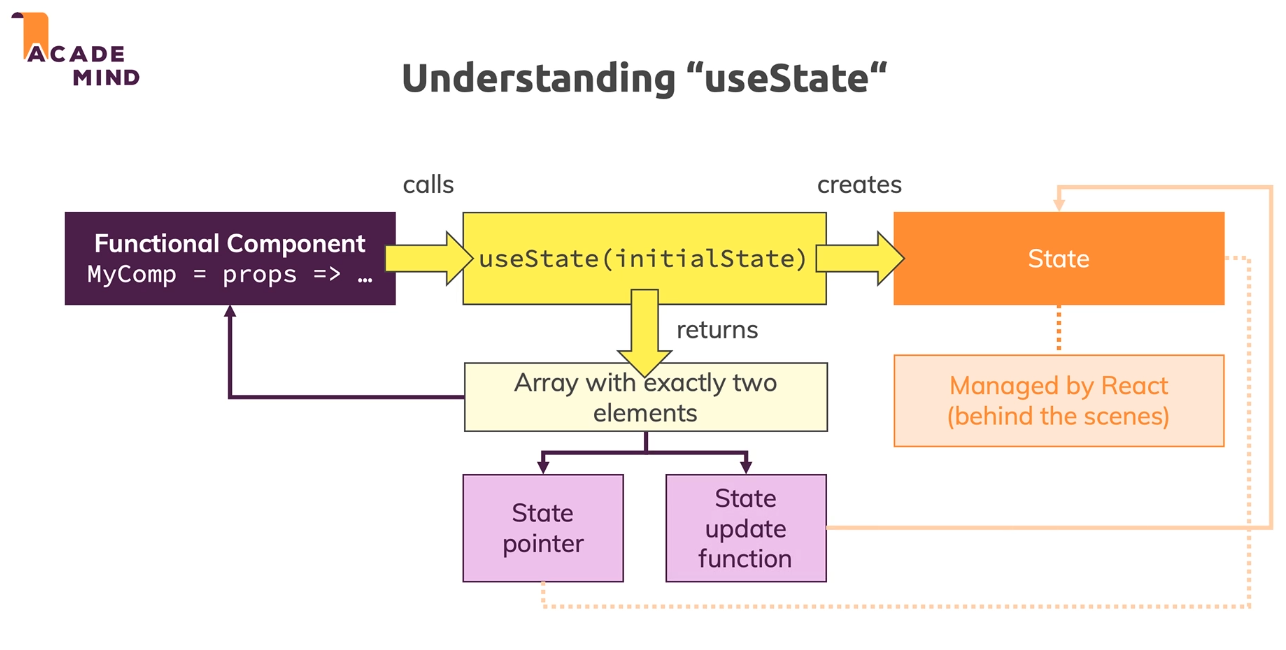 ACADE
MIND
Understanding “useState“
calls
creates
Functional Component
MyComp = props => …
useState(initialState)
State
returns
Array with exactly two
elements
Managed by React
(behind the scenes)
State
pointer
State
update
function